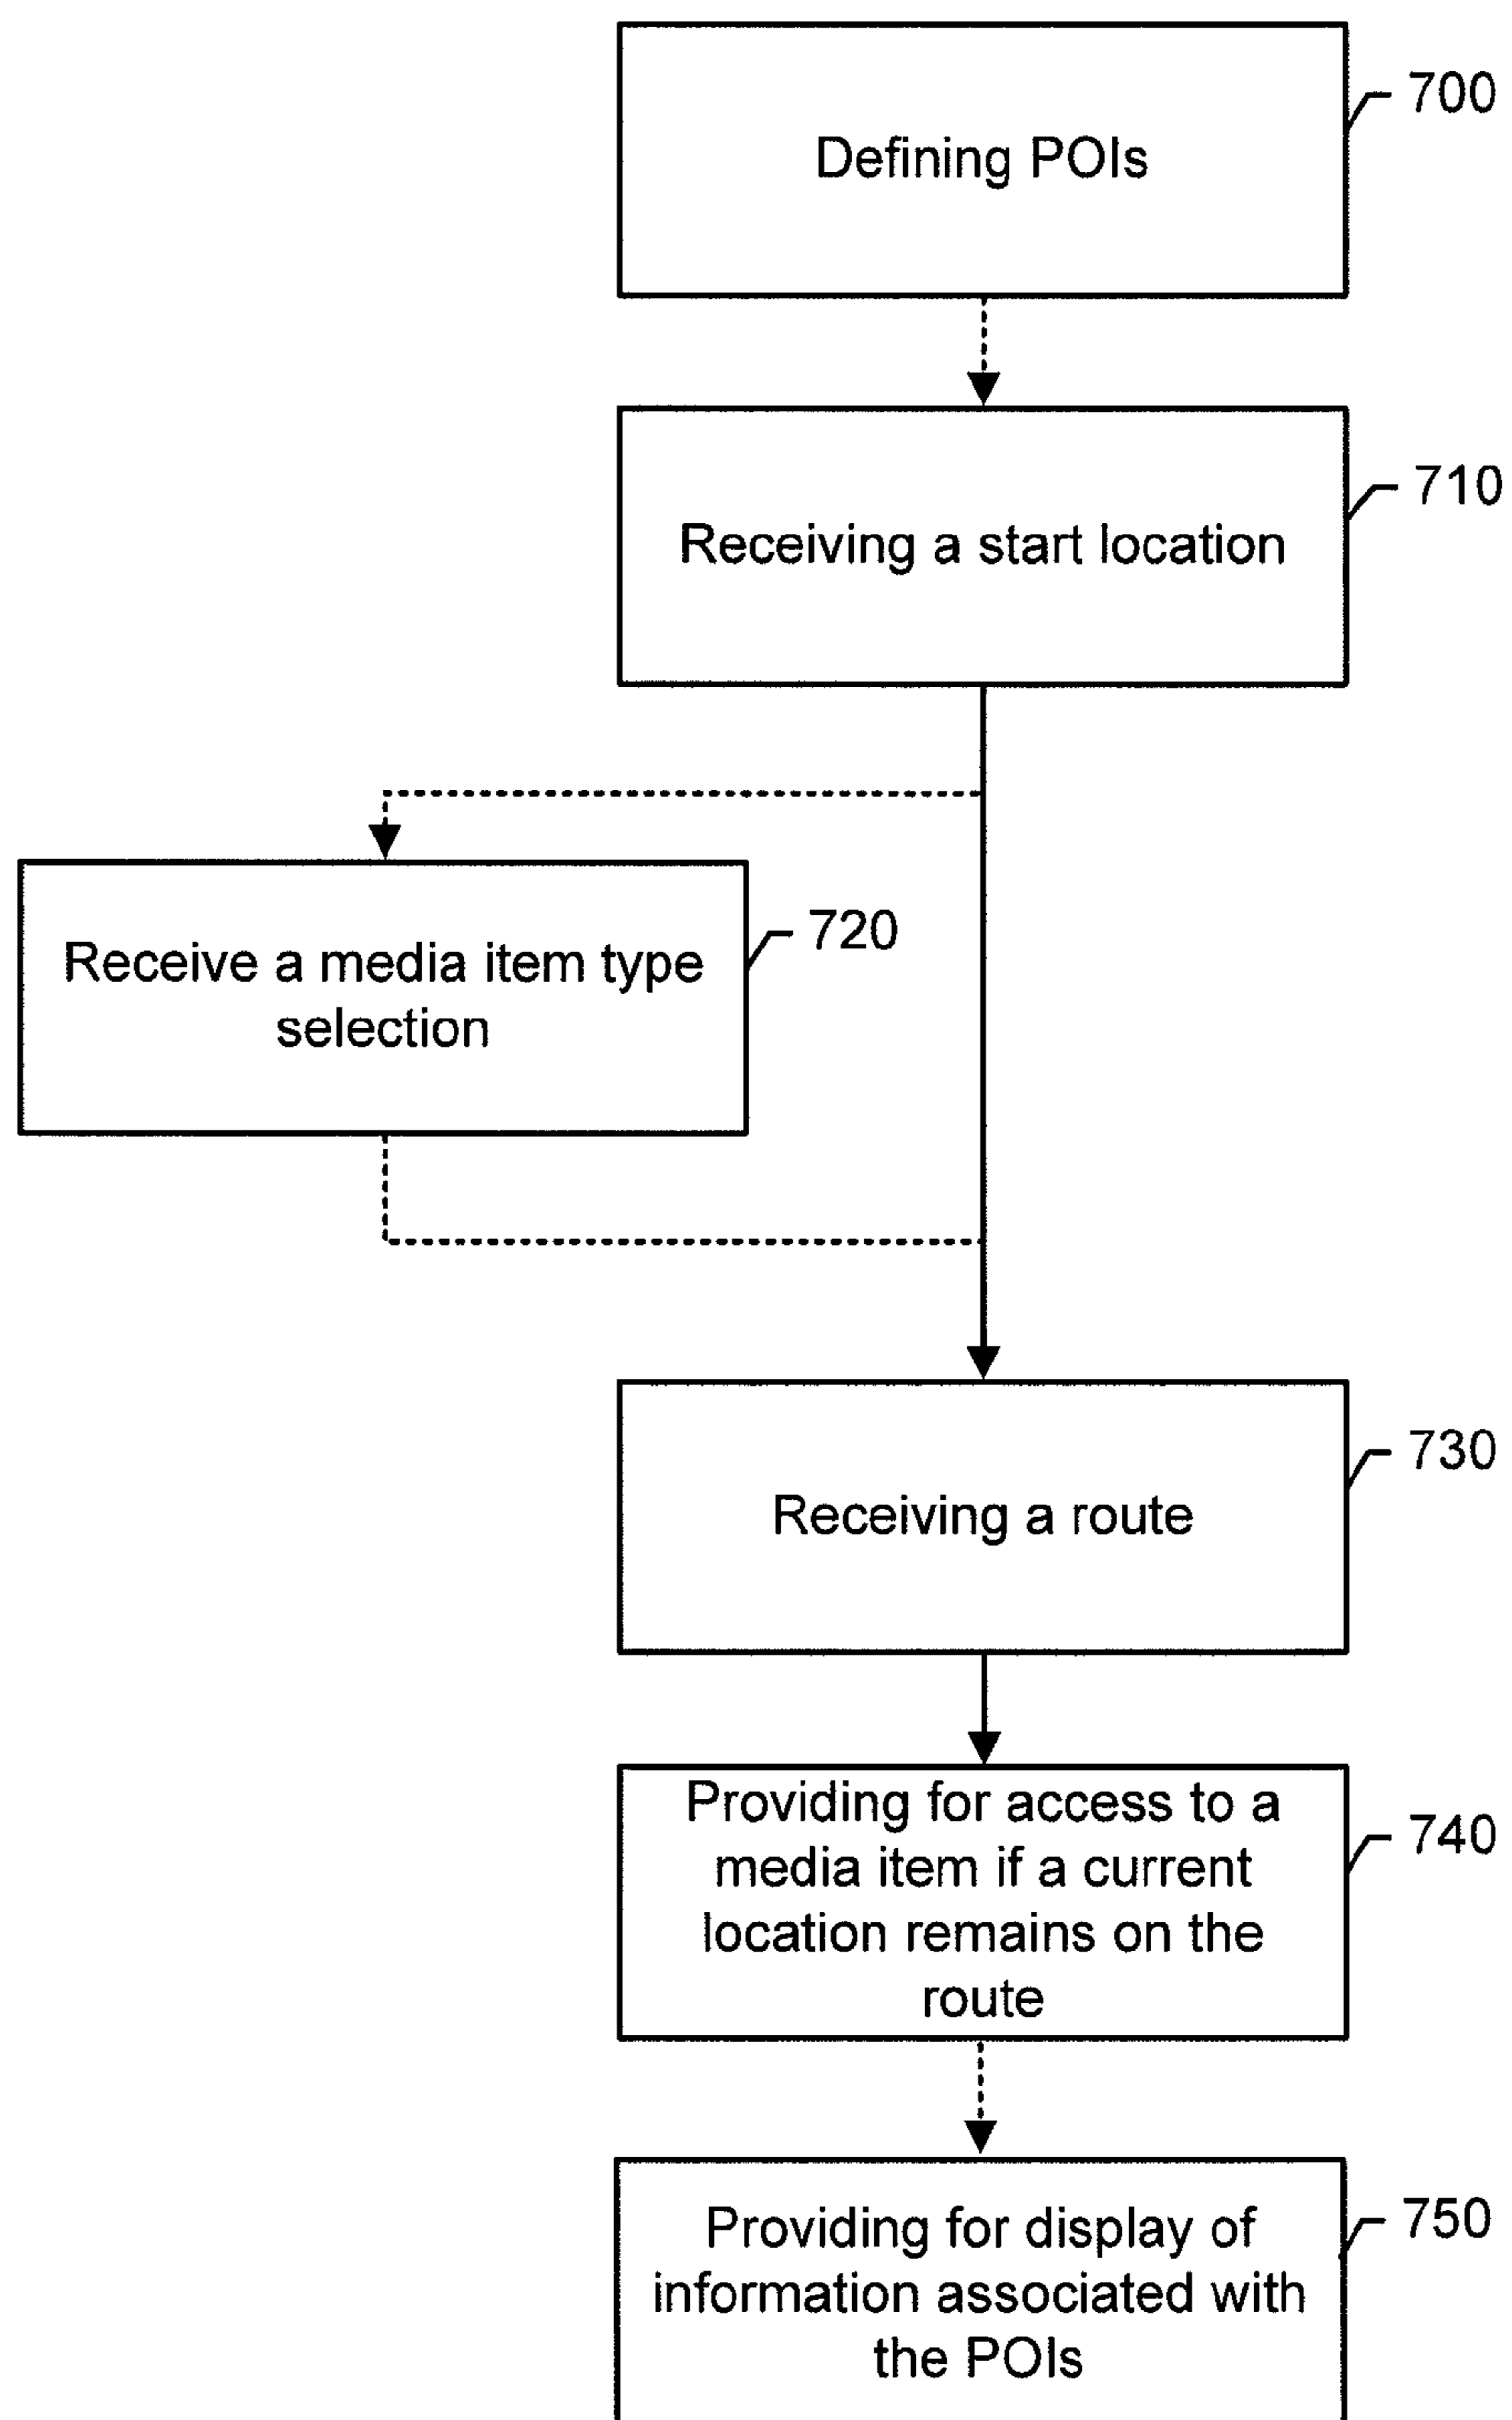 Defining POIs
700
Receiving a start location
710
Receive a media item type
selection
720
Receiving a route
730
Providing for access to a
media item if a current
location remains on the
route
740
Providing for display of
information associated with
the POIs
750